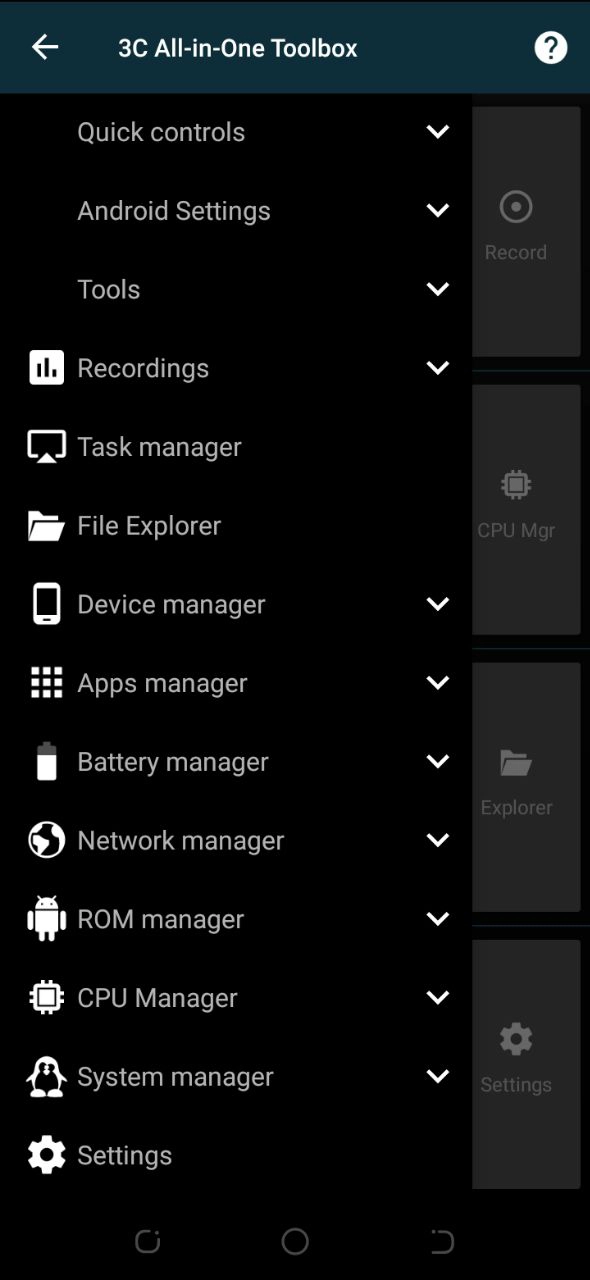 3C All-in-One Toolbox
Quick controls
Android Settings
Tools
Recordings
Task manager
File Explorer
Device manager
Apps manager
Battery manager
Network manager
ROM manager
CPU Manager
System manager
Settings
Record
CPU Mgr
Explorer
Settings